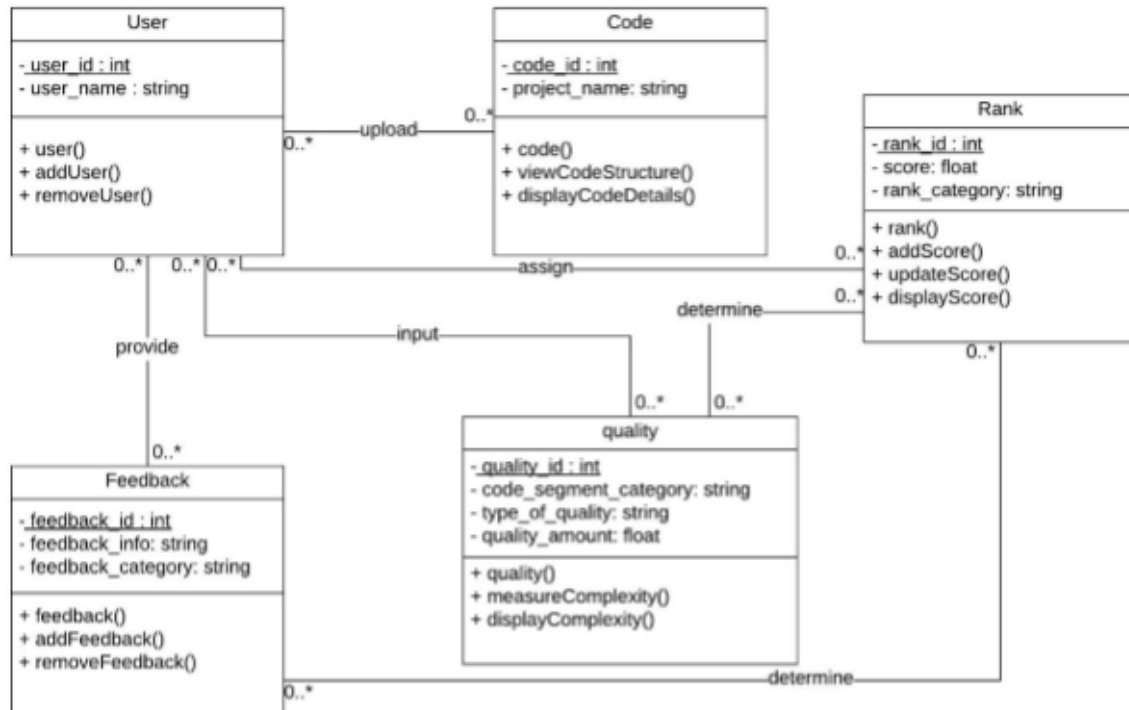 User
- user_id : int
- user_name : string
+ user()
+ addUser()
+ removeUser()
Code
- code_id : int
- project_name: string
+ code()
+ viewCodeStructure()
+ displayCodeDetails()
0..*
upload
0..*
Rank
- rank_id : int
- score: float
- rank_category: string
+ rank()
+ addScore()
+ updateScore()
+ displayScore()
0..*
0..*
0..*
assign
0..*
determine
0..*
provide
input
0..*
0..*
0..*
0..*
quality
- quality_id : int
- code_segment_category: string
- type_of_quality: string
- quality_amount: float
+ quality()
+ measureComplexity()
+ displayComplexity()
Feedback
- feedback_id : int
- feedback_info: string
- feedback_category: string
+ feedback()
+ addFeedback()
+ removeFeedback()
0..*
determine